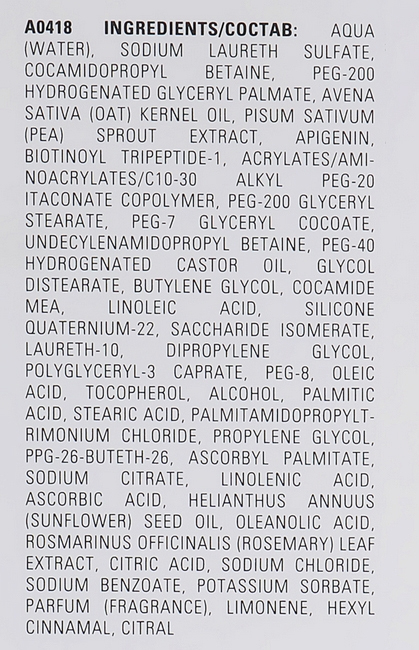 A0418 INGREDIENTS/COCTAB: AQUA
(WATER), SODIUM LAURETH SULFATE,
COCAMIDOPROPYL BETAINE, PEG-200
HYDROGENATED GLYCERYL PALMATE, AVENA
SATIVA (OAT) KERNEL OIL, PISUM SATIVUM
(PEA) SPROUT EXTRACT, APIGENIN,
BIOTINOYL TRIPEPTIDE-1, ACRYLATES/AMI-
NOACRYLATES/C10-30 ALKYL PEG-20
ITACONATE COPOLYMER, PEG-200 GLYCERYL
STEARATE, PEG-7 GLYCERYL COCOATE,
UNDECYLENAMIDOPROPYL BETAINE, PEG-40
HYDROGENATED CASTOR OIL, GLYCOL
DISTEARATE, BUTYLENE GLYCOL, COCAMIDE
MEA, LINOLEIC ACID, SILICONE
QUATERNIUM-22, SACCHARIDE ISOMERATE,
LAURETH-10, DIPROPYLENE GLYCOL,
POLYGLYCERYL-3 CAPRATE, PEG-8, OLEIC
ACID, TOCOPHEROL, ALCOHOL, PALMITIC
ACID, STEARIC ACID, PALMITAMIDOPROPYLT-
RIMONIUM CHLORIDE, PROPYLENE GLYCOL,
PPG-26-BUTETH-26, ASCORBYL PALMITATE,
SODIUM CITRATE, LINOLENIC ACID,
ASCORBIC ACID, HELIANTHUS ANNUUS
(SUNFLOWER) SEED OIL, OLEANOLIC ACID,
ROSMARINUS OFFICINALIS (ROSEMARY) LEAF
EXTRACT, CITRIC ACID, SODIUM CHLORIDE,
SODIUM BENZOATE, POTASSIUM SORBATE,
PARFUM (FRAGRANCE), LIMONENE, HEXYL
CINNAMAL, CITRAL